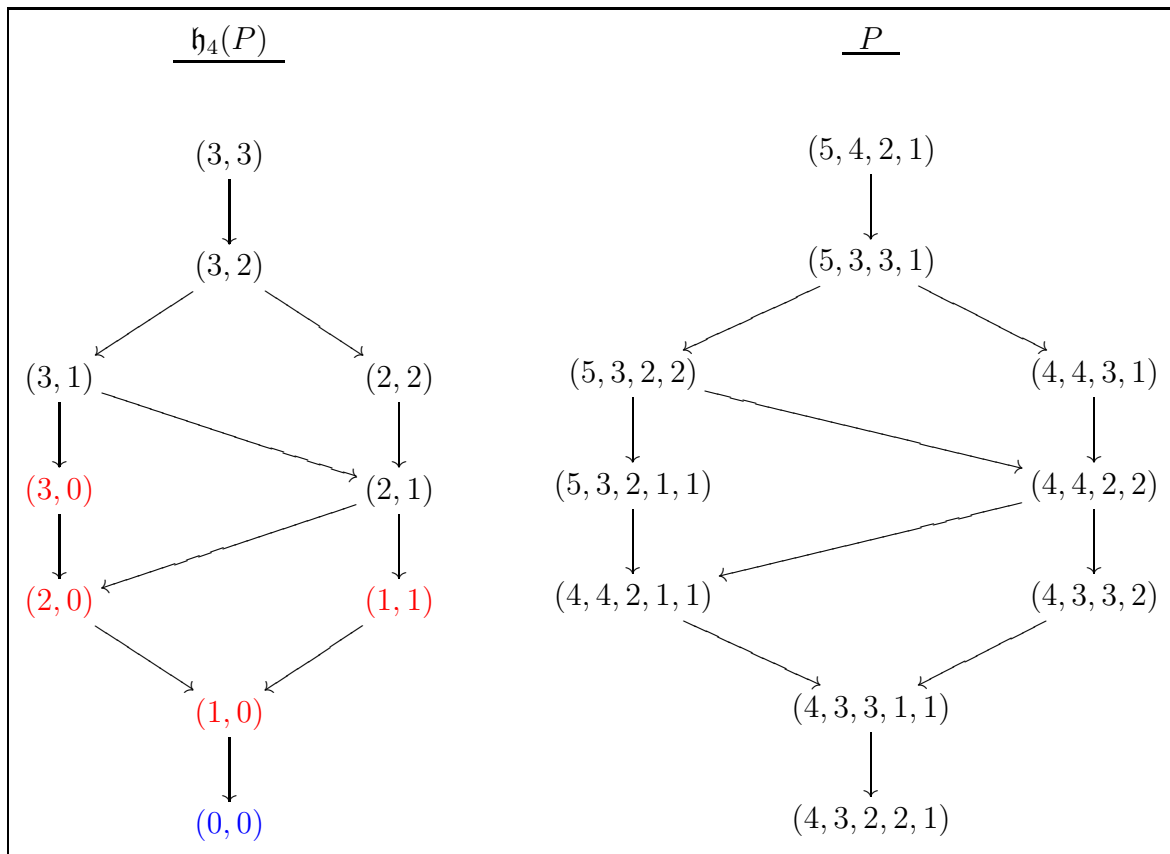 𝔥₄(P) P
(3, 3) (5, 4, 2, 1)
(3, 2) (5, 3, 3, 1)
(3, 1) (2, 2) (5, 3, 2, 2) (4, 4, 3, 1)
(3, 0) (2, 1) (5, 3, 2, 1, 1) (4, 4, 2, 2)
(2, 0) (1, 1) (4, 4, 2, 1, 1) (4, 3, 3, 2)
(1, 0) (4, 3, 3, 1, 1)
(0, 0) (4, 3, 2, 2, 1)